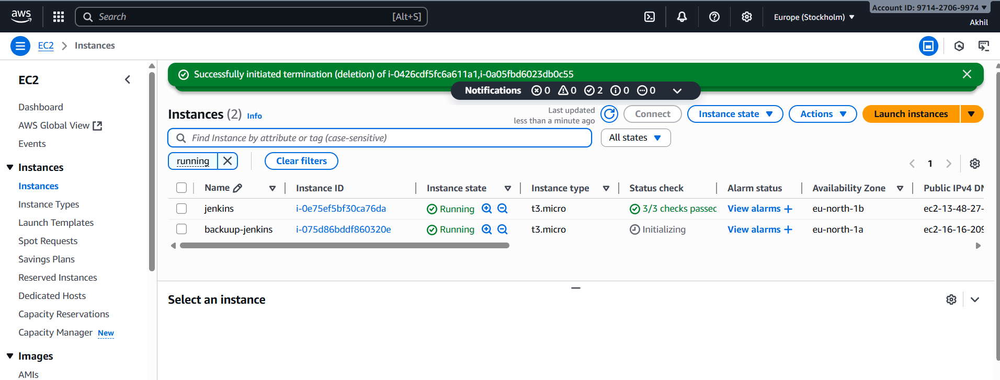 aws
Search [Alt+S]
Europe (Stockholm)
Account ID: 9714-2706-9974
Akhil
EC2 Instances
EC2
Dashboard
AWS Global View
Events
Instances
Instances
Instance Types
Launch Templates
Spot Requests
Savings Plans
Reserved Instances
Dedicated Hosts
Capacity Reservations
Capacity Manager New
Images
AMIs
Successfully initiated termination (deletion) of i-0426cdf5fc6a611a1,i-0a05fbd6023db0c55
Notifications 0 0 2 0 0
Instances (2) Info
Last updated
less than a minute ago
Connect
Instance state
Actions
Launch instances
Find Instance by attribute or tag (case-sensitive)
All states
running
Clear filters
1
Name Instance ID Instance state Instance type Status check Alarm status Availability Zone Public IPv4 DN
jenkins i-0e75ef5bf30ca76da Running t3.micro 3/3 checks passec View alarms + eu-north-1b ec2-13-48-27-
backuup-jenkins i-075d86bddf860320e Running t3.micro Initializing View alarms + eu-north-1a ec2-16-16-209
Select an instance